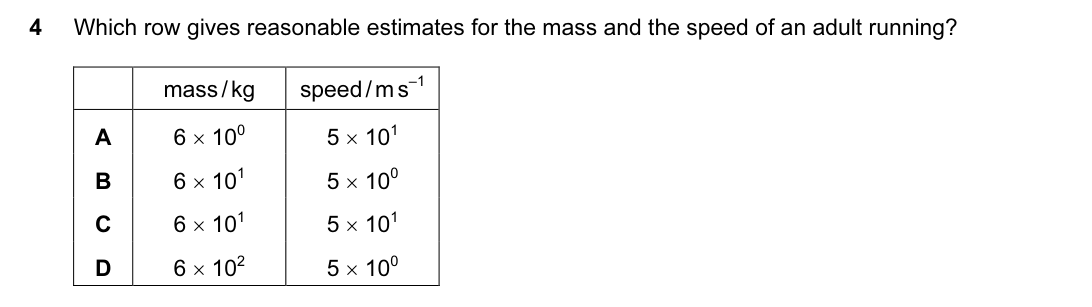 4 Which row gives reasonable estimates for the mass and the speed of an adult running?
mass / kg speed / m s⁻¹
A 6 × 10⁰ 5 × 10¹
B 6 × 10¹ 5 × 10⁰
C 6 × 10¹ 5 × 10¹
D 6 × 10² 5 × 10⁰